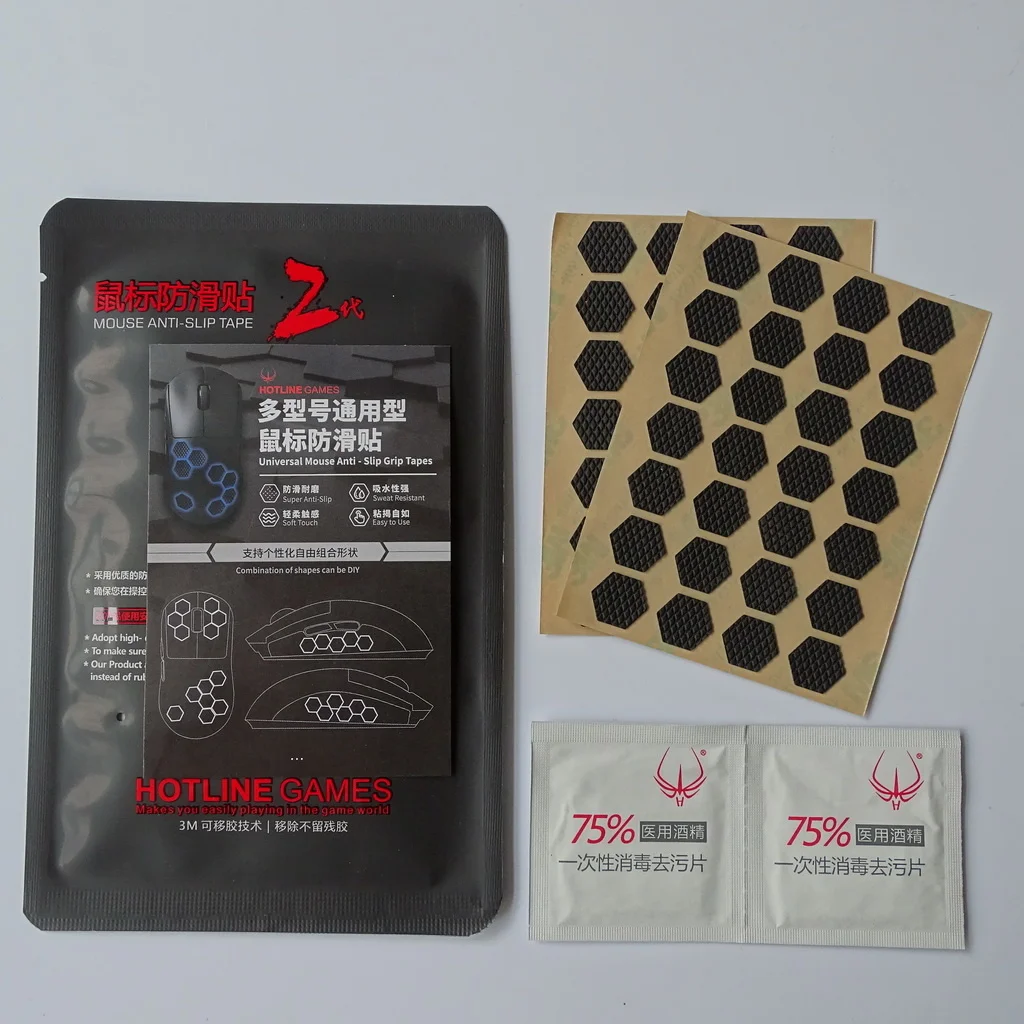 鼠标防滑贴 2代
MOUSE ANTI-SLIP TAPE
HOTLINE GAMES
多型号通用型
鼠标防滑贴
Universal Mouse Anti - Slip Grip Tapes
防滑耐磨
Super Anti-Slip
吸水性强
Sweat Resistant
轻柔触感
Soft Touch
粘揭自如
Easy to Use
支持个性化自由组合形状
Combination of shapes can be DIY
* 采用优质的防
* 确保您在操控
使用安
* Adopt high-
* To make sure
* Our Product
instead of
...
HOTLINE GAMES
Makes you easily playing in the game world
3M 可移胶技术 | 移除不留残胶
®
75% 医用酒精
一次性消毒去污片
®
75% 医用酒精
一次性消毒去污片